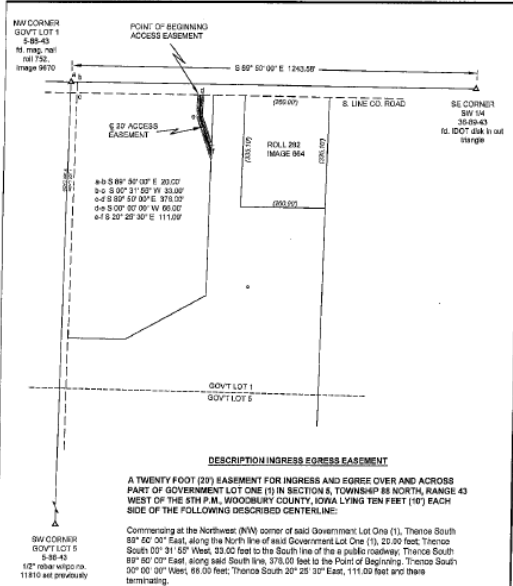 NW CORNER
GOV'T LOT 1
5-88-43
fd. mag. nail
roll 752,
Image 9670
POINT OF BEGINNING
ACCESS EASEMENT
a
b
S 89° 50' 00" E 1243.58'
c
d
(260.00')
S. LINE CO. ROAD
SE CORNER
SW 1/4
36-89-43
fd. IDOT disk in out
triangle
e
20' ACCESS
EASEMENT
f
(335.10')
ROLL 282
IMAGE 864
(335.10')
a-b S 89° 50' 00" E 20.00'
b-c S 00° 31' 55" W 33.00'
c-d S 89° 50' 00" E 376.00'
d-e S 00° 00' 00" W 66.00'
e-f S 20° 25' 30" E 111.09'
(260.00')
GOV'T LOT 1
GOV'T LOT 5
DESCRIPTION INGRESS EGRESS EASEMENT
A TWENTY FOOT (20') EASEMENT FOR INGRESS AND EGREE OVER AND ACROSS
PART OF GOVERNMENT LOT ONE (1) IN SECTION 5, TOWNSHIP 88 NORTH, RANGE 43
WEST OF THE 5TH P.M., WOODBURY COUNTY, IOWA LYING TEN FEET (10') EACH
SIDE OF THE FOLLOWING DESCRIBED CENTERLINE:
Commencing at the Northwest (NW) corner of said Government Lot One (1), Thence South
89° 50' 00" East, along the North line of said Government Lot One (1), 20.00 feet; Thence
South 00° 31' 55" West, 33.00 feet to the South line of the a public roadway; Thence South
89° 50' 00" East, along said South line, 376.00 feet to the Point of Beginning. Thence South
00° 00' 00" West, 66.00 feet; Thence South 20° 25' 30" East, 111.09 feet and there
terminating.
SW CORNER
GOV'T LOT 5
5-88-43
1/2" rebar w/lpc no.
11810 set previously